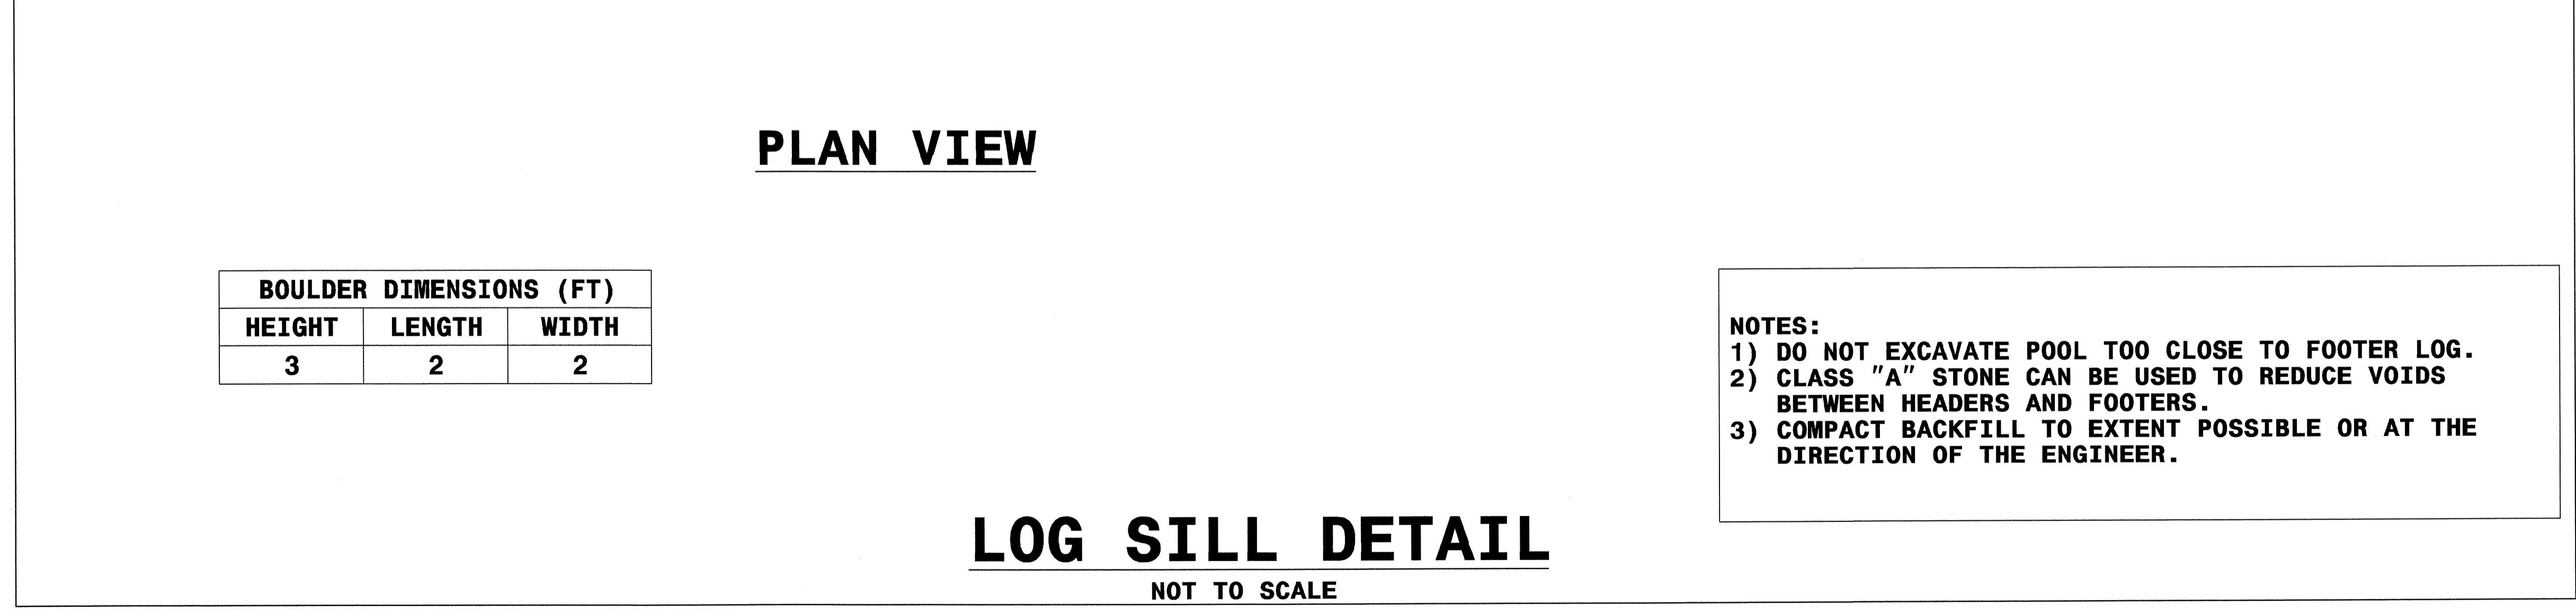 PLAN VIEW
BOULDER DIMENSIONS (FT)
HEIGHT LENGTH WIDTH
3 2 2
NOTES:
1) DO NOT EXCAVATE POOL TOO CLOSE TO FOOTER LOG.
2) CLASS "A" STONE CAN BE USED TO REDUCE VOIDS
BETWEEN HEADERS AND FOOTERS.
3) COMPACT BACKFILL TO EXTENT POSSIBLE OR AT THE
DIRECTION OF THE ENGINEER.
LOG SILL DETAIL
NOT TO SCALE